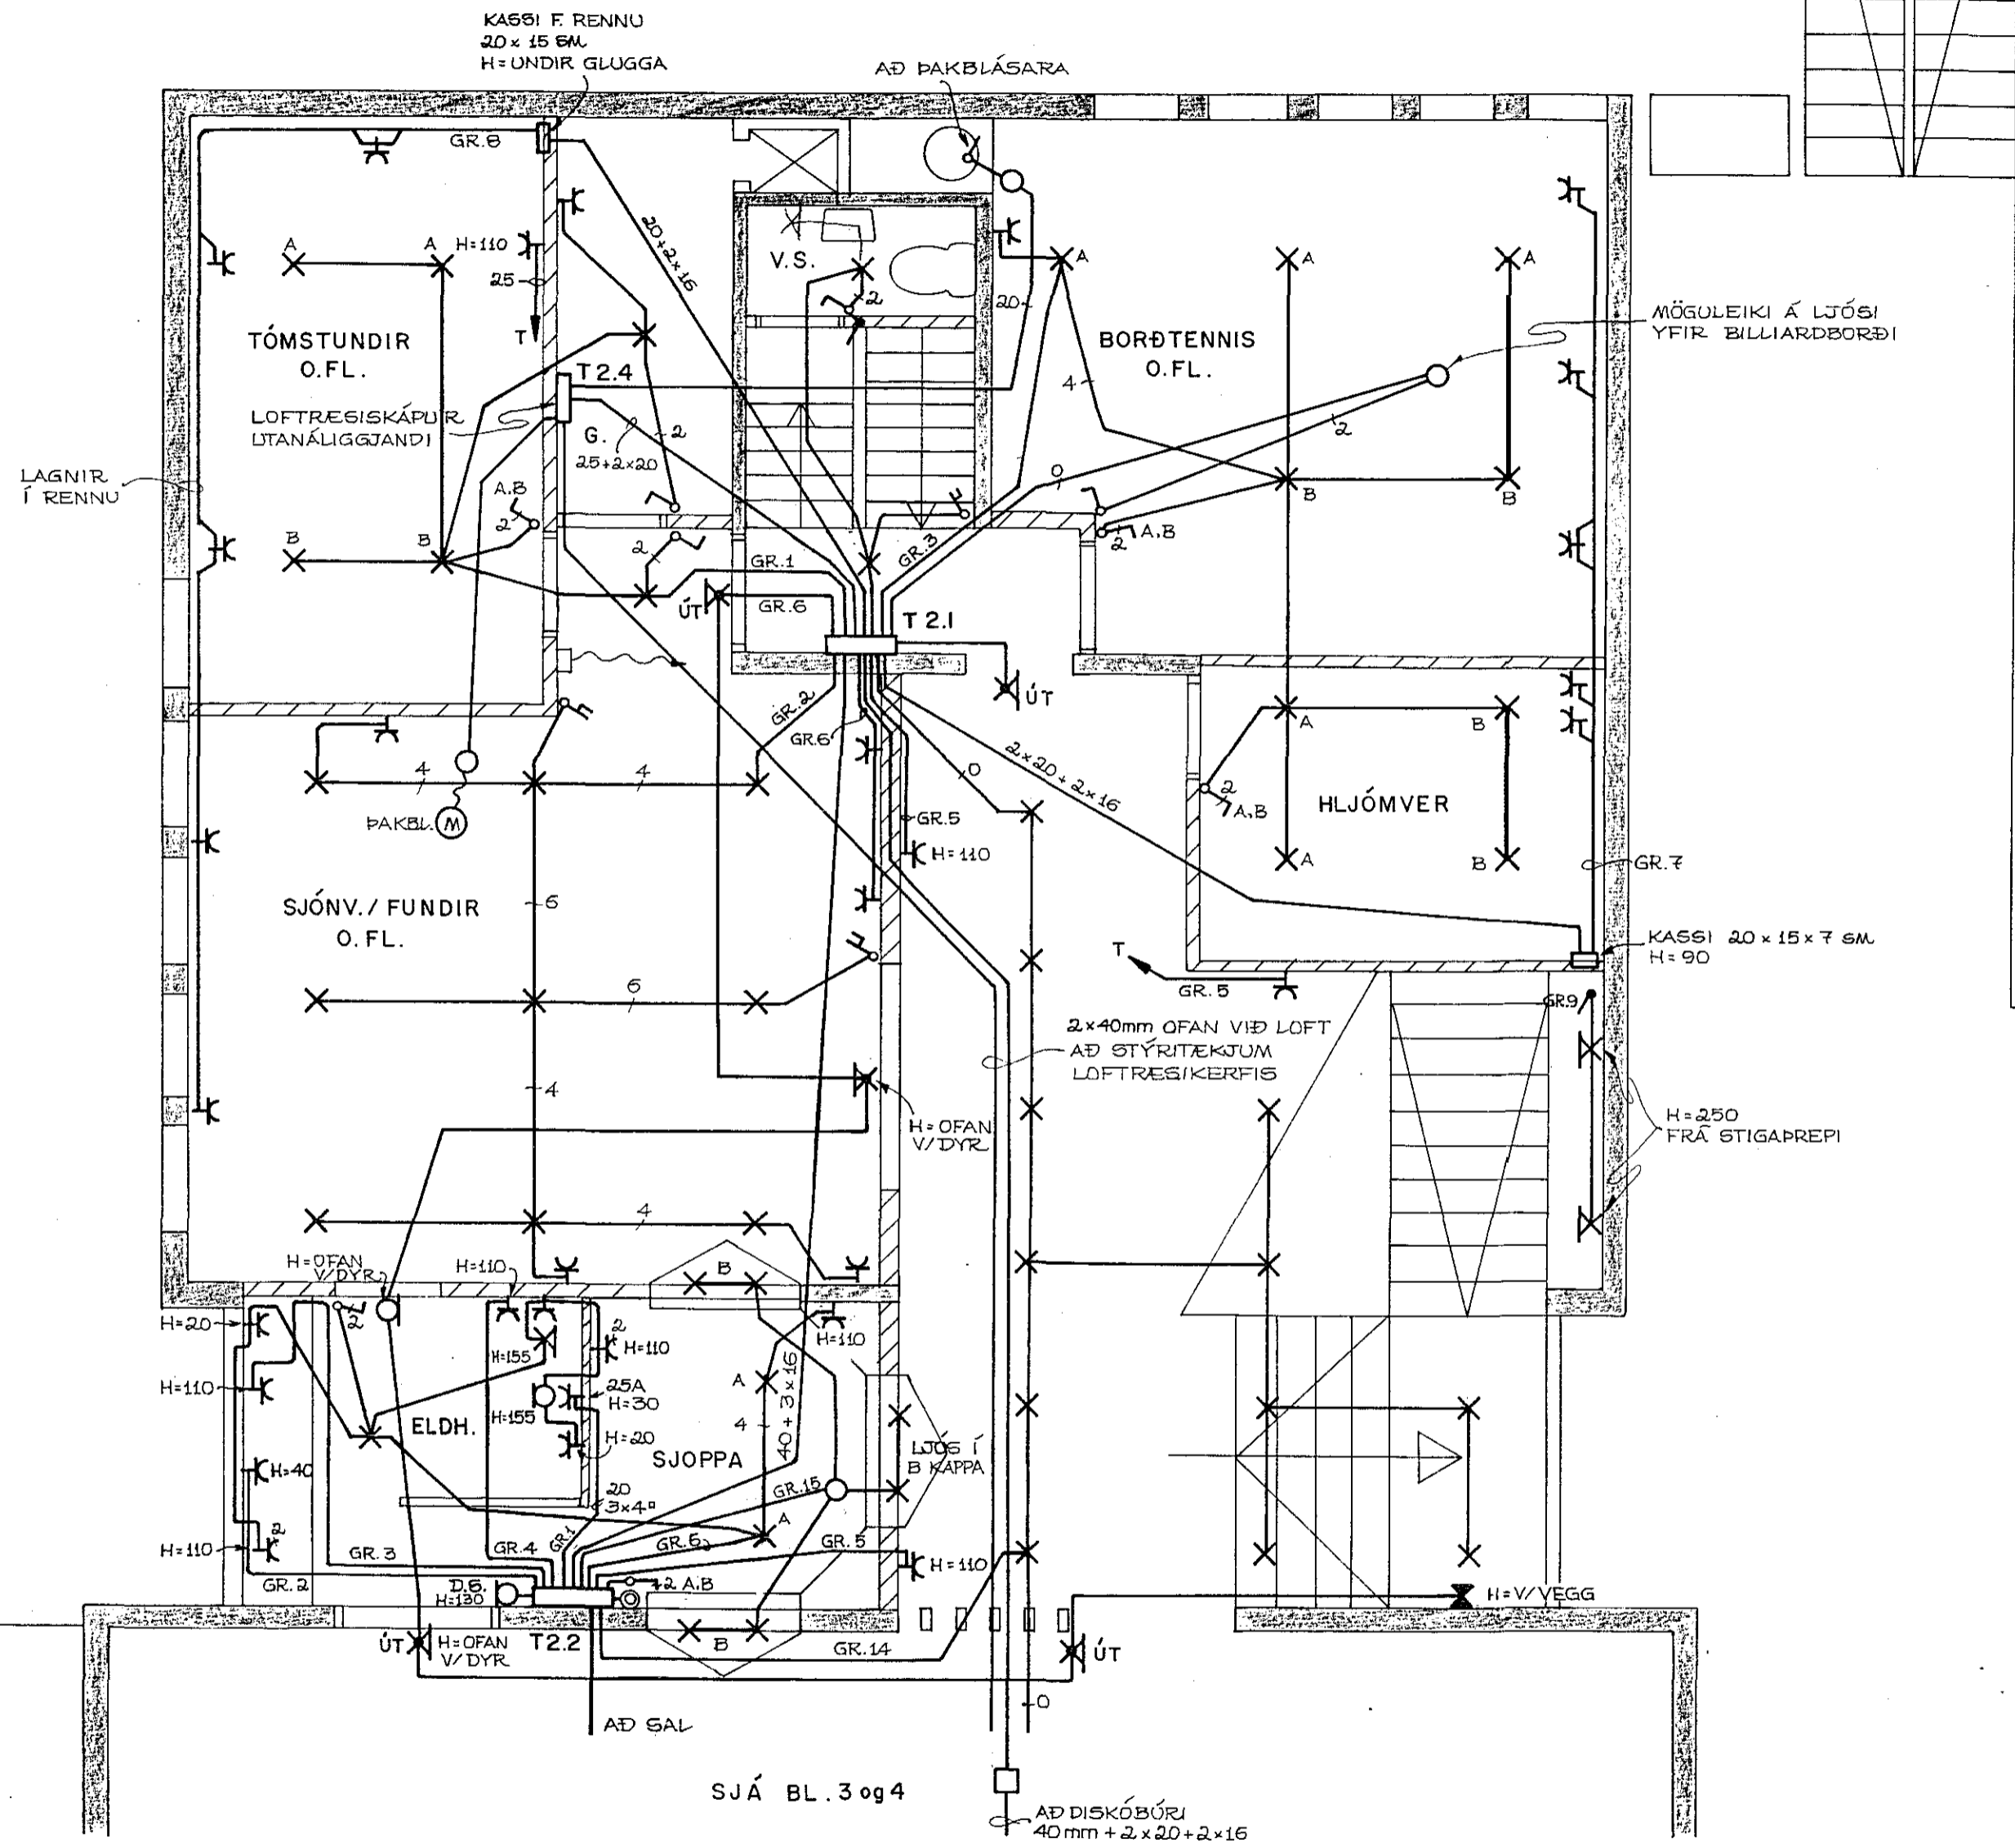 KASSI F. RENNU
20 x 15 SM
H = UNDIR GLUGGA
AÐ ÞAKBLÁSARA
GR.8
A
A
H=110
25
T
20+2x16
V.S.
2
20
A
A
A
TÓMSTUNDIR
O.FL.
BORÐTENNIS
O.FL.
MÖGULEIKI Á LJÓSI
YFIR BILLIARDBORÐI
T 2.4
4
LOFTRÆSISKÁPUR
UTANÁLIGGJANDI
G.
25+2x20
2
2
LAGNIR
Í RENNU
A.B
2
0
B
B
A,B
2
B
B
2
GR.1
GR.3
ÚT
GR.6
T 2.1
ÚT
GR.2
GR.6
A
B
4
4
0
2x20+2x16
2
A,B
HLJÓMVER
ÞAKBL.
M
GR.5
H=110
A
B
GR.7
6
SJÓNV./ FUNDIR
O. FL.
KASSI 20 x 15 x 7 SM
H = 90
T
GR. 5
GR.9
6
2x40mm OFAN VIÐ LOFT
AÐ STÝRITÆKJUM
LOFTRÆSIKERFIS
4
H = OFAN
V/DYR
H = 250
FRÁ STIGAÞREPI
4
H = OFAN
V/DYR
H=110
B
H=20
2
2
H=110
H=110
H=155
H=110
A
25A
H=30
H=155
ELDH.
4
40 + 3x16
H=20
SJOPPA
LJÓS Í
B KAPPA
H=40
GR.15
20
3x4□
A
2
H=110
GR.3
GR.4
GR.1
GR.6
GR.5
H=110
GR.2
D.S.
H=130
2 A.B
H=V/VEGG
ÚT
H=OFAN
V/DYR
T2.2
B
GR.14
ÚT
0
AÐ SAL
SJÁ BL. 3 og 4
AÐ DISKÓBÚRI
40 mm + 2x20+2x16